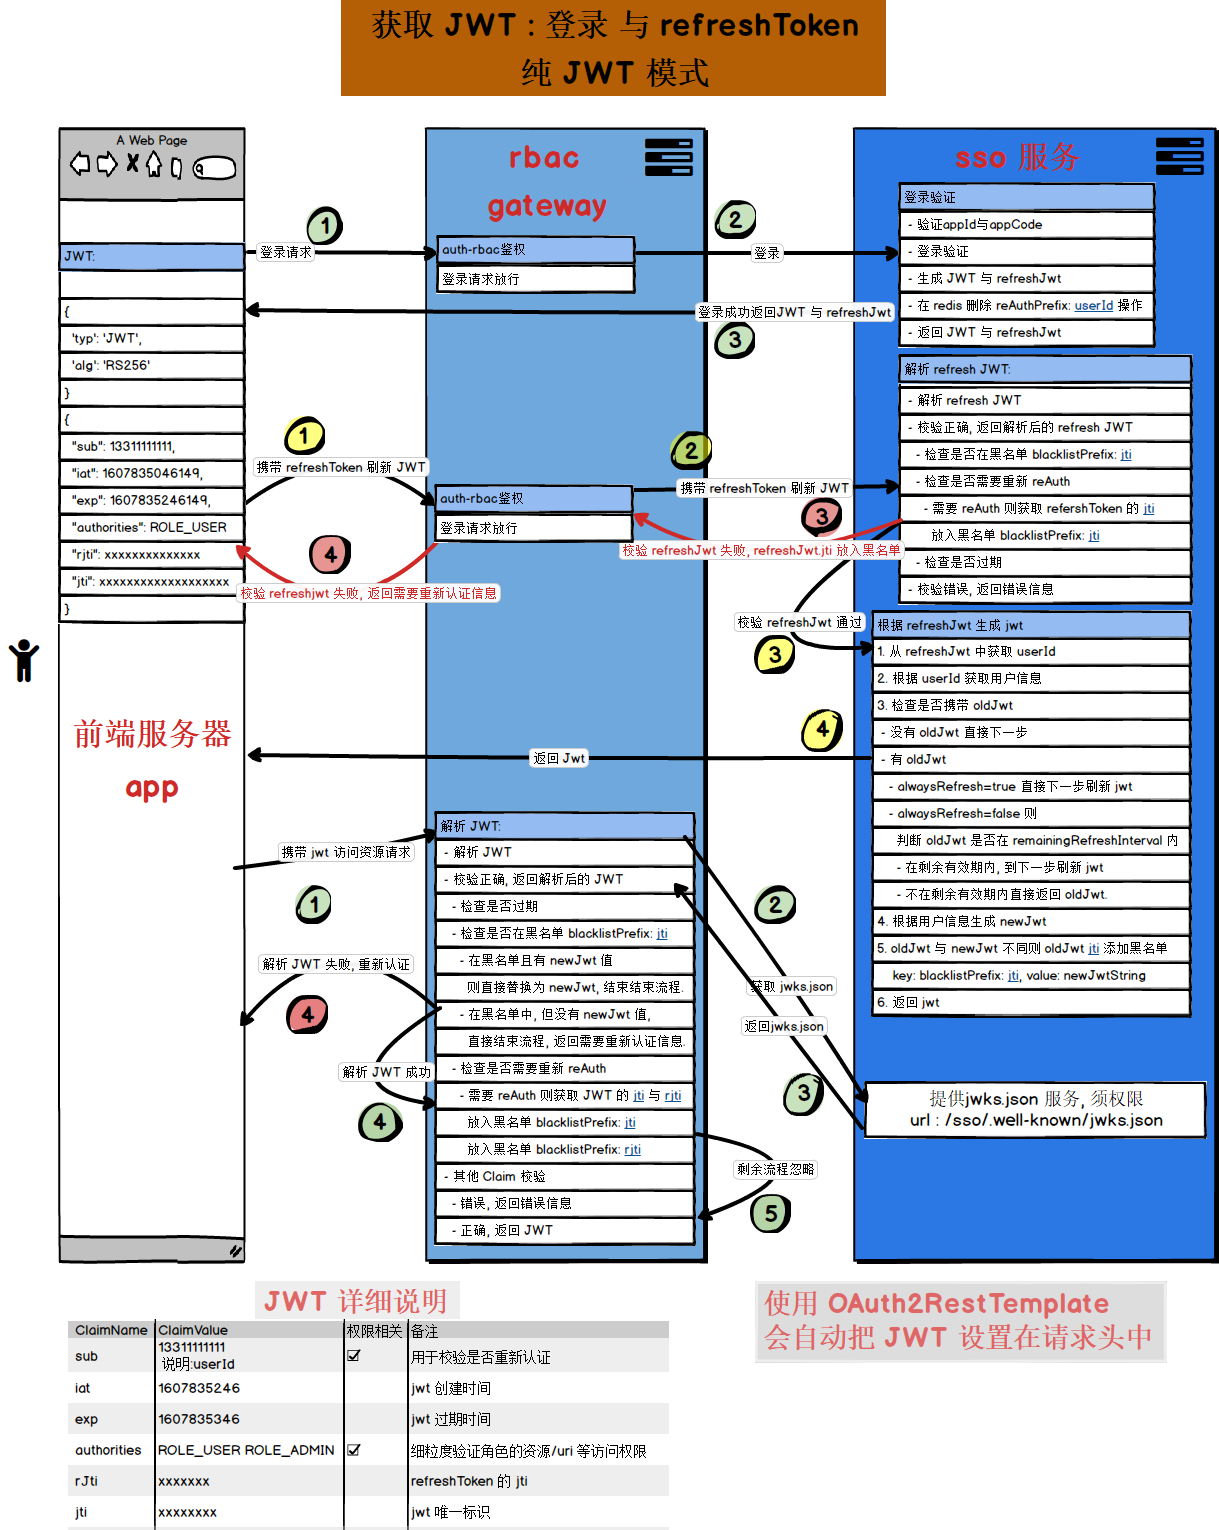 获取 JWT : 登录 与 refreshToken
纯 JWT 模式
A Web Page
JWT:
{
'typ': 'JWT',
'alg': 'RS256'
}
{
"sub": 13311111111,
"iat": 1607835046149,
"exp": 1607835246149,
"authorities": ROLE_USER
"rjti": xxxxxxxxxxxxxx
"jti": xxxxxxxxxxxxxxxxxxx
}
前端服务器
app
rbac
gateway
1
登录请求
auth-rbac鉴权
登录请求放行
2
登录
登录成功返回JWT 与 refreshJwt
3
sso 服务
登录验证
- 验证appId与appCode
- 登录验证
- 生成 JWT 与 refreshJwt
- 在 redis 删除 reAuthPrefix: userId 操作
- 返回 JWT 与 refreshJwt
解析 refresh JWT:
- 解析 refresh JWT
- 校验正确, 返回解析后的 refresh JWT
- 检查是否在黑名单 blacklistPrefix: jti
- 检查是否需要重新 reAuth
- 需要 reAuth 则获取 refershToken 的 jti
放入黑名单 blacklistPrefix: jti
- 检查是否过期
- 校验错误, 返回错误信息
1
携带 refreshToken 刷新 JWT
auth-rbac鉴权
登录请求放行
2
携带 refreshToken 刷新 JWT
3
校验 refreshJwt 失败, refreshJwt.jti 放入黑名单
4
校验 refreshjwt 失败, 返回需要重新认证信息
校验 refreshJwt 通过
3
根据 refreshJwt 生成 jwt
1. 从 refreshJwt 中获取 userId
2. 根据 userId 获取用户信息
3. 检查是否携带 oldJwt
- 没有 oldJwt 直接下一步
- 有 oldJwt
- alwaysRefresh=true 直接下一步刷新 jwt
- alwaysRefresh=false 则
判断 oldJwt 是否在 remainingRefreshInterval 内
- 在剩余有效期内, 到下一步刷新 jwt
- 不在剩余有效期内直接返回 oldJwt.
4. 根据用户信息生成 newJwt
5. oldJwt 与 newJwt 不同则 oldJwt jti 添加黑名单
key: blacklistPrefix: jti, value: newJwtString
6. 返回 jwt
4
返回 Jwt
携带 jwt 访问资源请求
1
解析 JWT:
- 解析 JWT
- 校验正确, 返回解析后的 JWT
- 检查是否过期
- 检查是否在黑名单 blacklistPrefix: jti
- 在黑名单且有 newJwt 值
则直接替换为 newJwt, 结束结束流程.
- 在黑名单中, 但没有 newJwt 值,
直接结束流程, 返回需要重新认证信息.
- 检查是否需要重新 reAuth
- 需要 reAuth 则获取 JWT 的 jti 与 rjti
放入黑名单 blacklistPrefix: jti
放入黑名单 blacklistPrefix: rjti
- 其他 Claim 校验
- 错误, 返回错误信息
- 正确, 返回 JWT
2
获取 jwks.json
返回jwks.json
3
提供jwks.json 服务, 须权限
url : /sso/.well-known/jwks.json
解析 JWT 失败, 重新认证
4
解析 JWT 成功
4
剩余流程忽略
5
JWT 详细说明
ClaimName ClaimValue 权限相关 备注
sub 13311111111
说明:userId 用于校验是否重新认证
iat 1607835246 jwt 创建时间
exp 1607835346 jwt 过期时间
authorities ROLE_USER ROLE_ADMIN 细粒度验证角色的资源/uri 等访问权限
rJti xxxxxxx refreshToken 的 jti
jti xxxxxxxx jwt 唯一标识
使用 OAuth2RestTemplate
会自动把 JWT 设置在请求头中